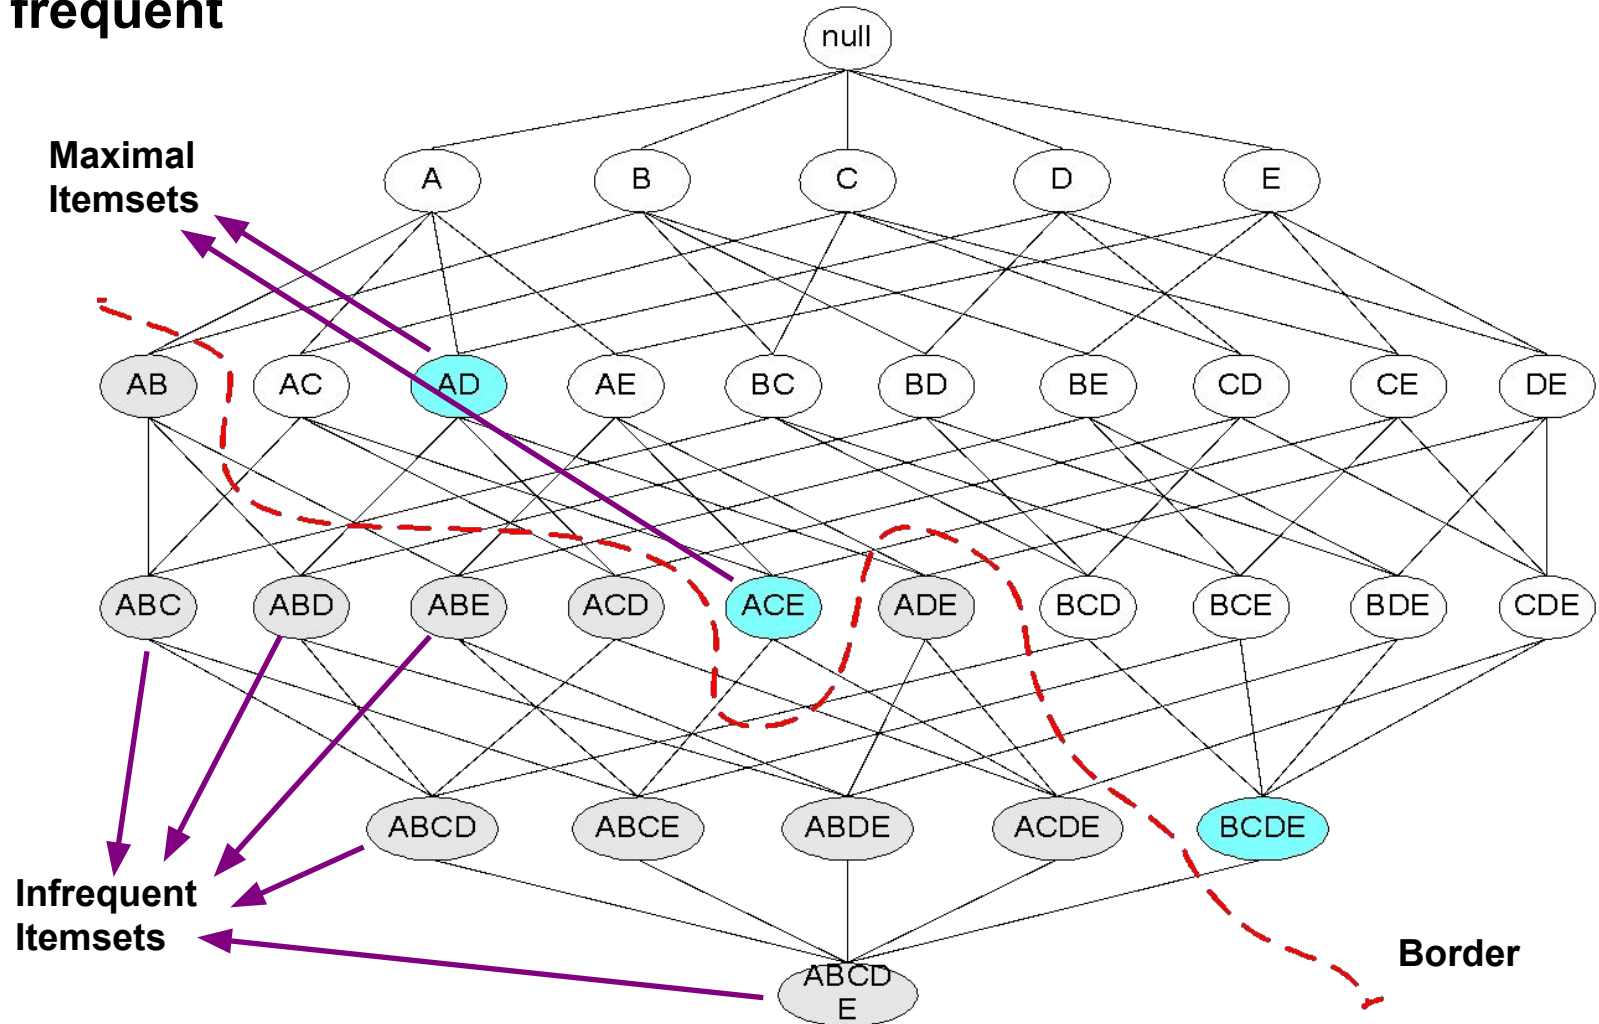 frequent
null
Maximal
Itemsets
A B C D E
AB AC AD AE BC BD BE CD CE DE
ABC ABD ABE ACD ACE ADE BCD BCE BDE CDE
ABCD ABCE ABDE ACDE BCDE
Infrequent
Itemsets
Border
ABCD
E